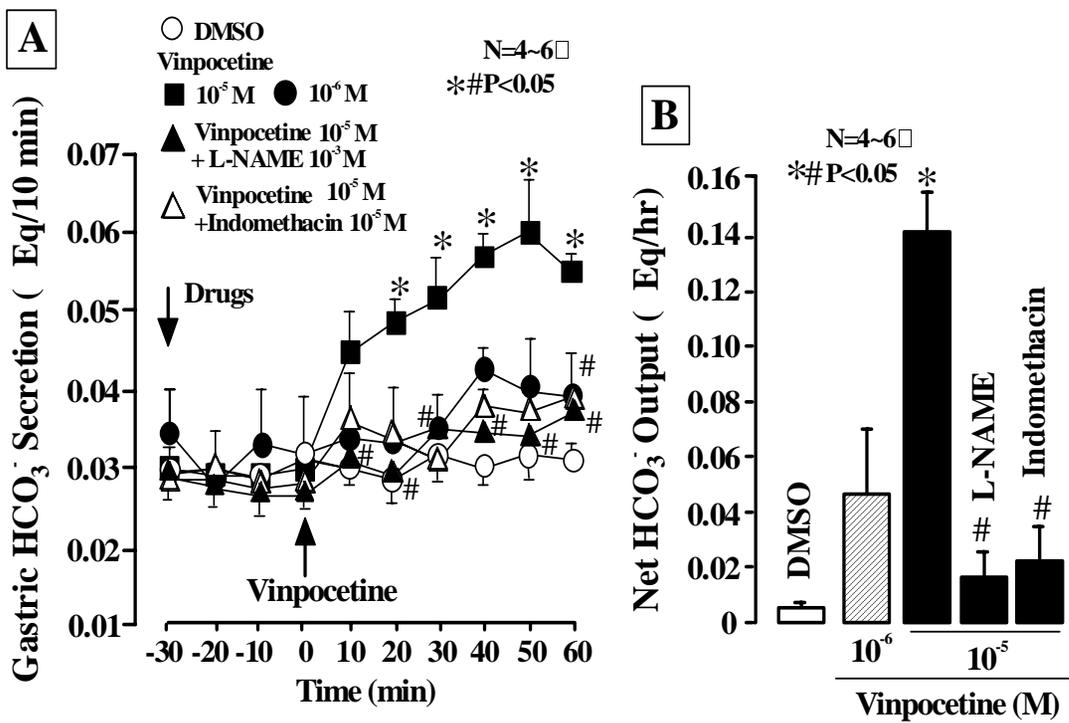 A
DMSO
Vinpocetine
10⁻⁵ M 10⁻⁶ M
Vinpocetine 10⁻⁵ M
+ L-NAME 10⁻³M
Vinpocetine 10⁻⁵ M
+Indomethacin 10⁻⁵ M
N=4~6□
*#P<0.05
Gastric HCO₃⁻ Secretion ( Eq/10 min)
0.07
0.06
0.05
0.04
0.03
0.02
0.01
Drugs
* * * * *
# # # # # # #
Vinpocetine
-30 -20 -10 0 10 20 30 40 50 60
Time (min)
B
N=4~6□
*#P<0.05
Net HCO₃⁻ Output ( Eq/hr)
0.16
0.14
0.12
0.10
0.08
0.06
0.04
0.02
0
DMSO
*
# L-NAME
# Indomethacin
10⁻⁶
10⁻⁵
Vinpocetine (M)